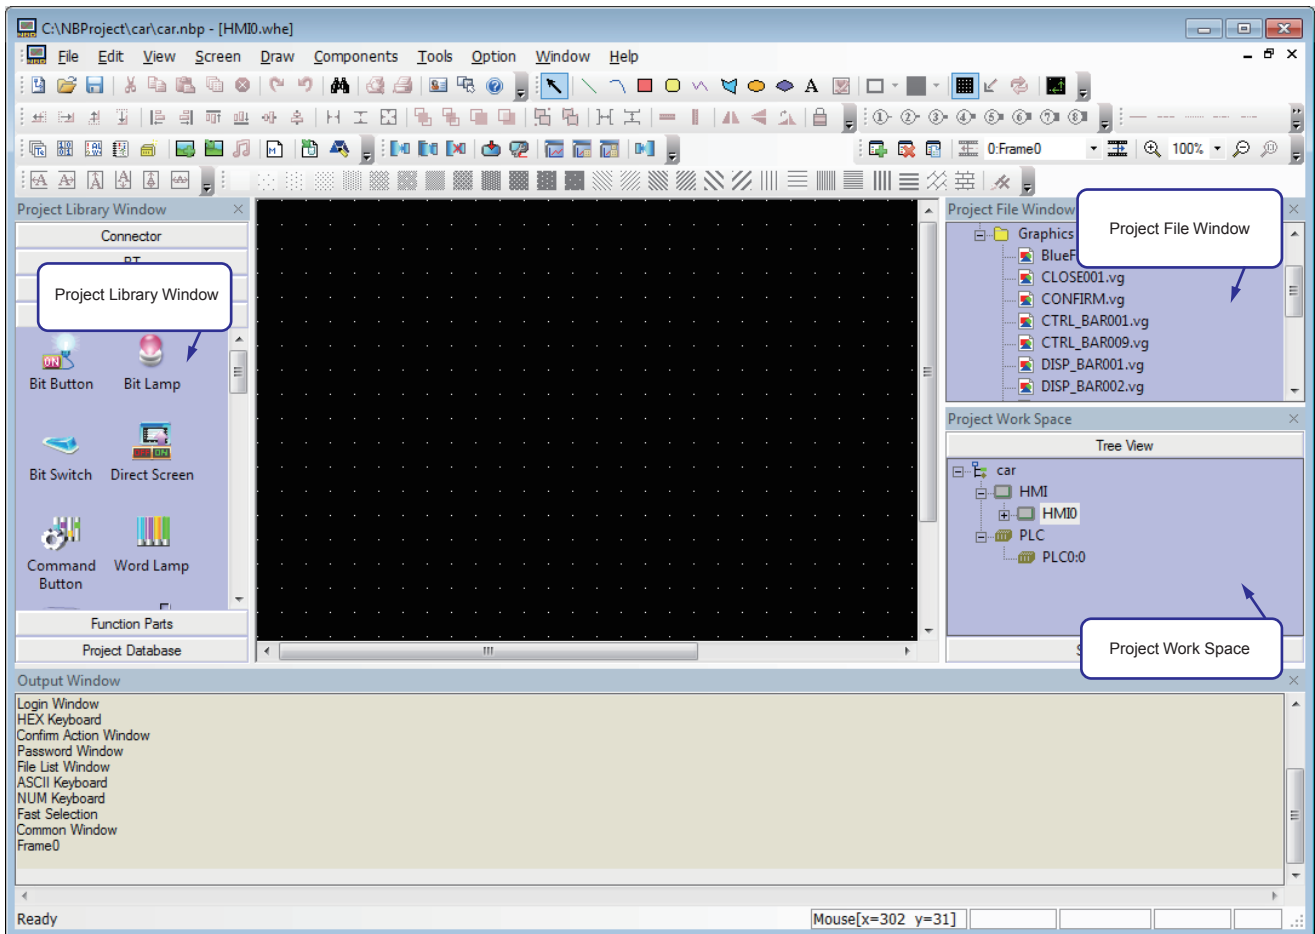 C:\NBProject\car\car.nbp - [HMI0.whe]
File Edit View Screen Draw Components Tools Option Window Help
0:Frame0 100%
Project Library Window
Connector
Project Library Window
Bit Button Bit Lamp
Bit Switch Direct Screen
Command Button Word Lamp
Function Parts
Project Database
Project File Window
Project File Window
Graphics
CLOSE001.vg
CONFIRM.vg
CTRL_BAR001.vg
CTRL_BAR009.vg
DISP_BAR001.vg
DISP_BAR002.vg
Project Work Space
Tree View
car
HMI
HMI0
PLC
PLC0:0
Project Work Space
Output Window
Login Window
HEX Keyboard
Confirm Action Window
Password Window
File List Window
ASCII Keyboard
NUM Keyboard
Fast Selection
Common Window
Frame0
Ready Mouse[x=302 y=31]